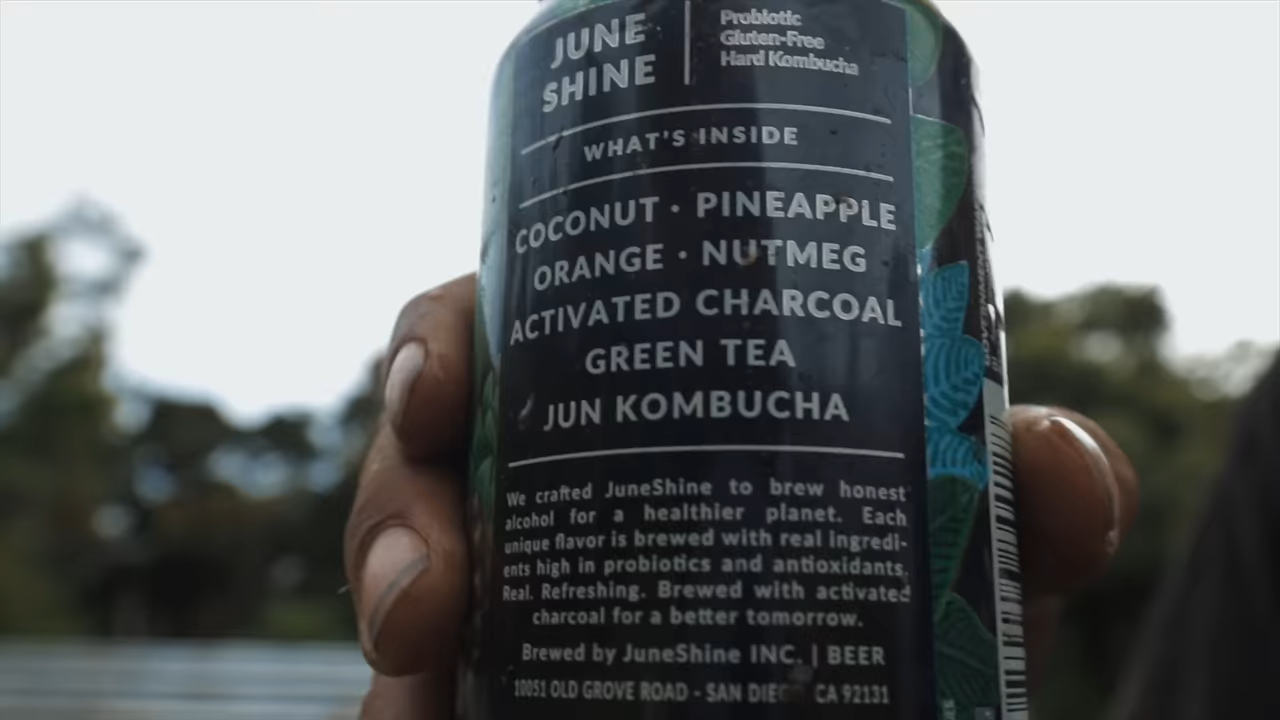 JUNE
SHINE
Probiotic
Gluten-Free
Hard Kombucha
WHAT'S INSIDE
COCONUT · PINEAPPLE
ORANGE · NUTMEG
ACTIVATED CHARCOAL
GREEN TEA
JUN KOMBUCHA
We crafted JuneShine to brew honest
alcohol for a healthier planet. Each
unique flavor is brewed with real ingredi-
ents high in probiotics and antioxidants.
Real. Refreshing. Brewed with activated
charcoal for a better tomorrow.
Brewed by JuneShine INC. | BEER
10051 OLD GROVE ROAD - SAN DIEGO CA 92131